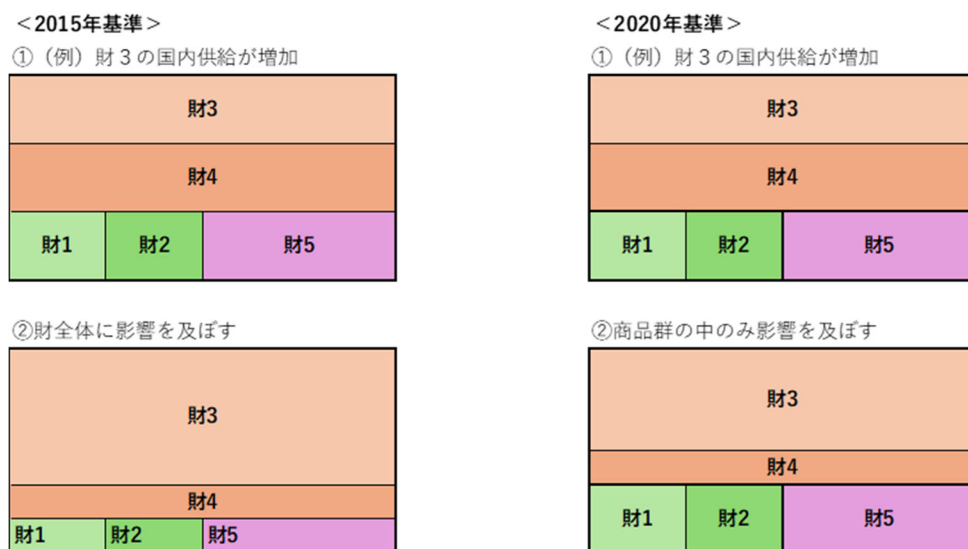 ＜2015年基準＞
①（例）財３の国内供給が増加
財3
財4
財1 財2 財5
②財全体に影響を及ぼす
財3
財4
財1 財2 財5
＜2020年基準＞
①（例）財３の国内供給が増加
財3
財4
財1 財2 財5
②商品群の中のみ影響を及ぼす
財3
財4
財1 財2 財5